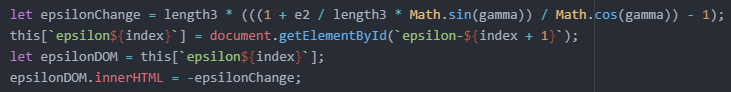 let epsilonChange = length3 * (((1 + e2 / length3 * Math.sin(gamma)) / Math.cos(gamma)) - 1);
this[`epsilon${index}`] = document.getElementById(`epsilon-${index + 1}`);
let epsilonDOM = this[`epsilon${index}`];
epsilonDOM.innerHTML = -epsilonChange;